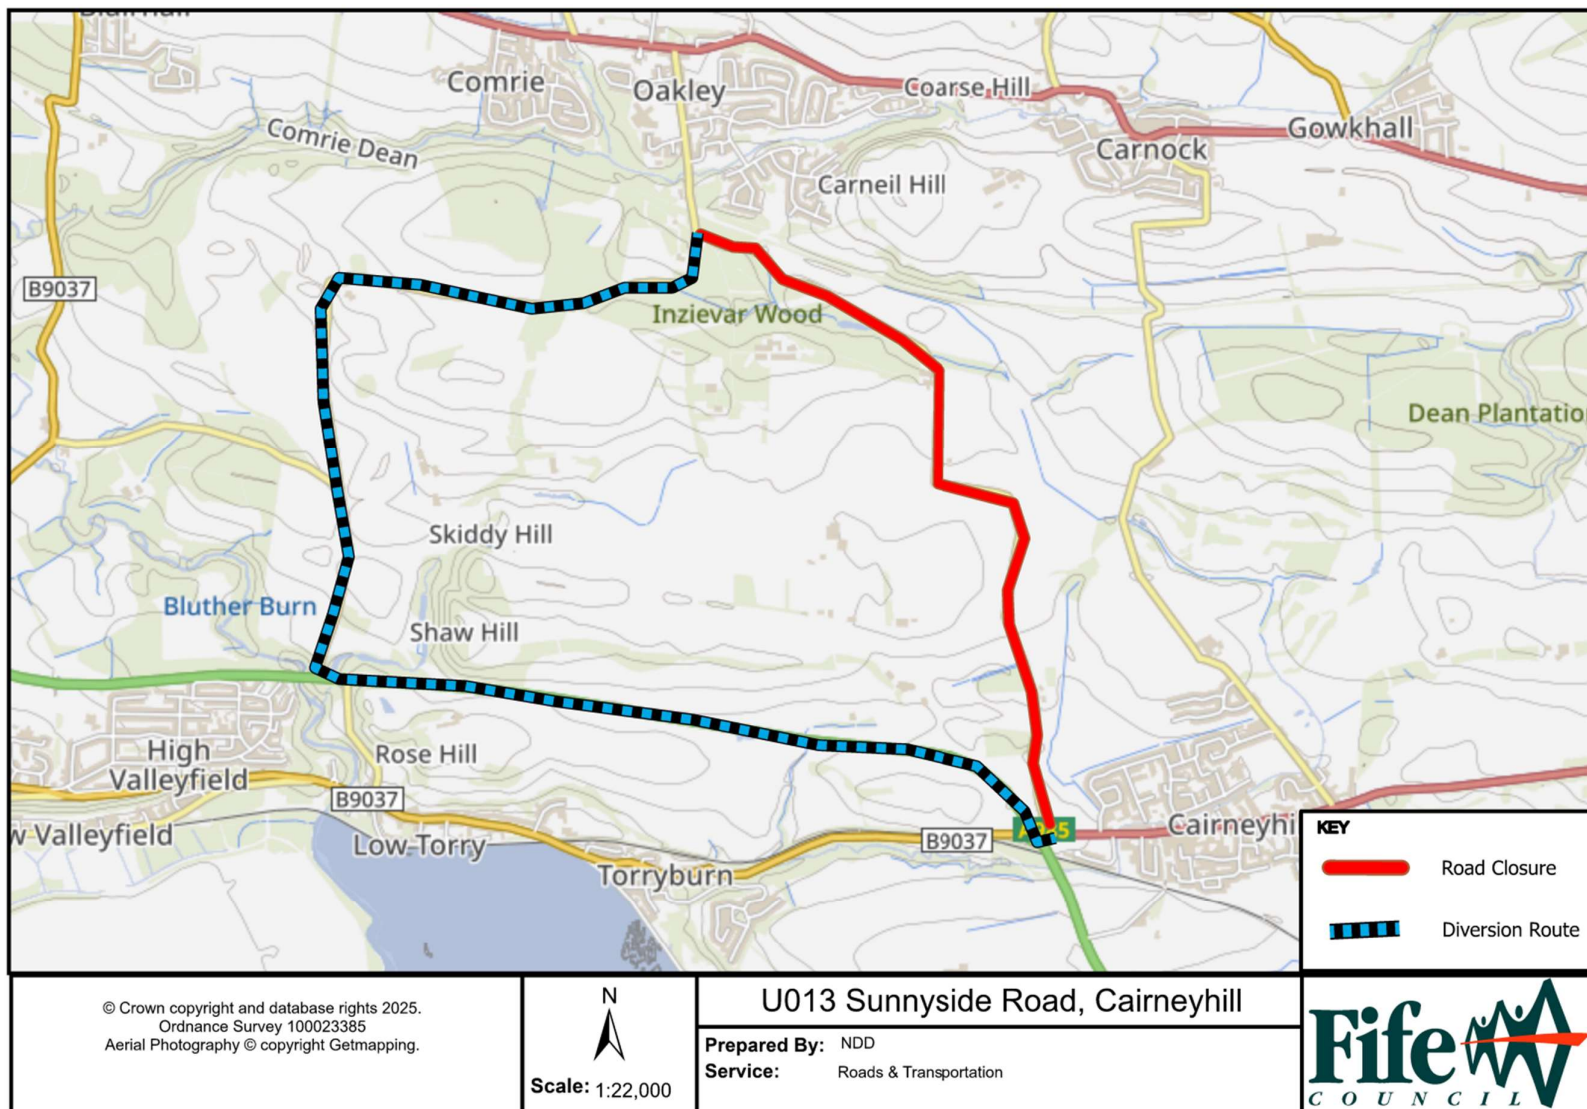 Comrie
Oakley
Coarse Hill
Gowkhall
Comrie Dean
Carnock
Carneil Hill
B9037
Inzievar Wood
Dean Plantatio
Skiddy Hill
Bluther Burn
Shaw Hill
High
Valleyfield
Rose Hill
B9037
w Valleyfield
Low Torry
Torryburn
B9037
Cairneyhi
KEY
Road Closure
Diversion Route
© Crown copyright and database rights 2025.
Ordnance Survey 100023385
Aerial Photography © copyright Getmapping.
N
Scale: 1:22,000
U013 Sunnyside Road, Cairneyhill
Prepared By: NDD
Service: Roads & Transportation
Fife
COUNCIL